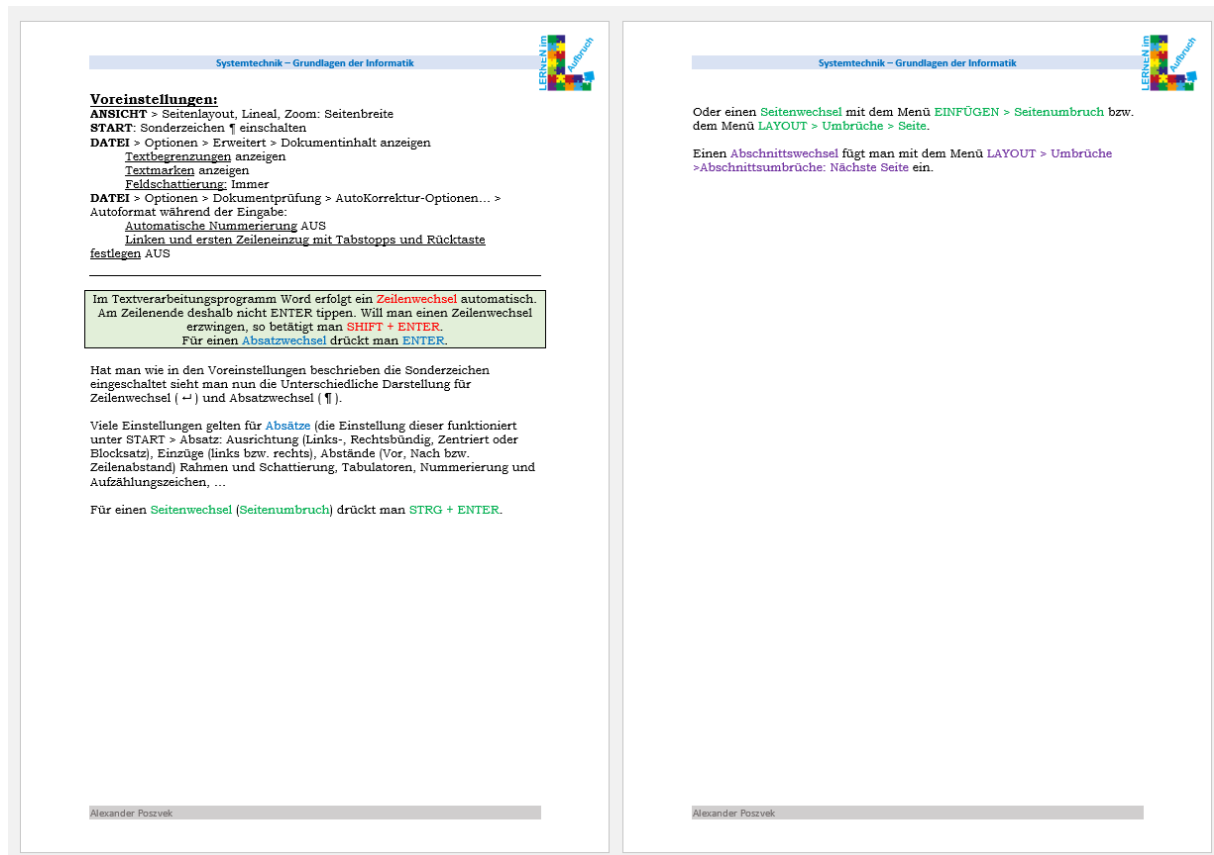 Systemtechnik – Grundlagen der Informatik
LERNEN im
Aufbruch
Voreinstellungen:
ANSICHT > Seitenlayout, Lineal, Zoom: Seitenbreite
START: Sonderzeichen ¶ einschalten
DATEI > Optionen > Erweitert > Dokumentinhalt anzeigen
Textbegrenzungen anzeigen
Textmarken anzeigen
Feldschattierung: Immer
DATEI > Optionen > Dokumentprüfung > AutoKorrektur-Optionen… >
Autoformat während der Eingabe:
Automatische Nummerierung AUS
Linken und ersten Zeileneinzug mit Tabstopps und Rücktaste
festlegen AUS
Im Textverarbeitungsprogramm Word erfolgt ein Zeilenwechsel automatisch.
Am Zeilenende deshalb nicht ENTER tippen. Will man einen Zeilenwechsel
erzwingen, so betätigt man SHIFT + ENTER.
Für einen Absatzwechsel drückt man ENTER.
Hat man wie in den Voreinstellungen beschrieben die Sonderzeichen
eingeschaltet sieht man nun die Unterschiedliche Darstellung für
Zeilenwechsel ( ↵ ) und Absatzwechsel ( ¶ ).
Viele Einstellungen gelten für Absätze (die Einstellung dieser funktioniert
unter START > Absatz: Ausrichtung (Links-, Rechtsbündig, Zentriert oder
Blocksatz), Einzüge (links bzw. rechts), Abstände (Vor, Nach bzw.
Zeilenabstand) Rahmen und Schattierung, Tabulatoren, Nummerierung und
Aufzählungszeichen, …
Für einen Seitenwechsel (Seitenumbruch) drückt man STRG + ENTER.
Alexander Poszvek
Systemtechnik – Grundlagen der Informatik
LERNEN im
Aufbruch
Oder einen Seitenwechsel mit dem Menü EINFÜGEN > Seitenumbruch bzw.
dem Menü LAYOUT > Umbrüche > Seite.
Einen Abschnittswechsel fügt man mit dem Menü LAYOUT > Umbrüche
>Abschnittsumbrüche: Nächste Seite ein.
Alexander Poszvek